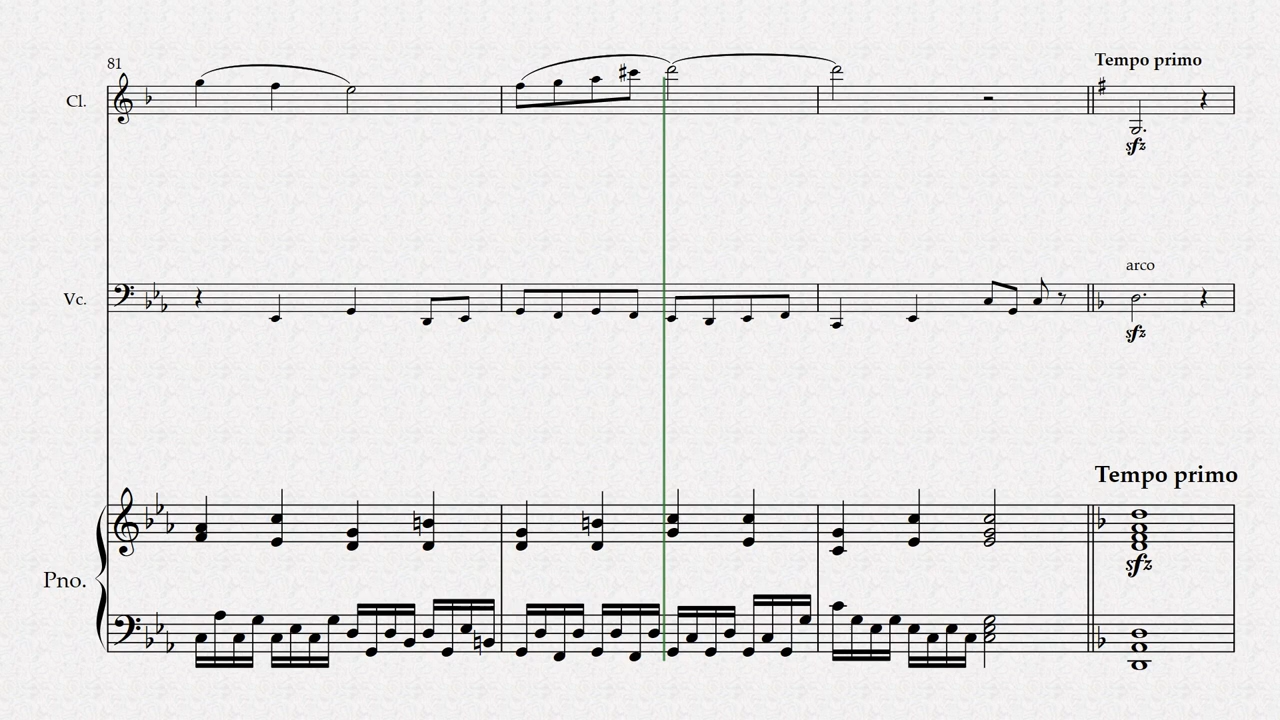 81
Tempo primo
Cl.
sfz
arco
Vc.
sfz
Tempo primo
sfz
Pno.